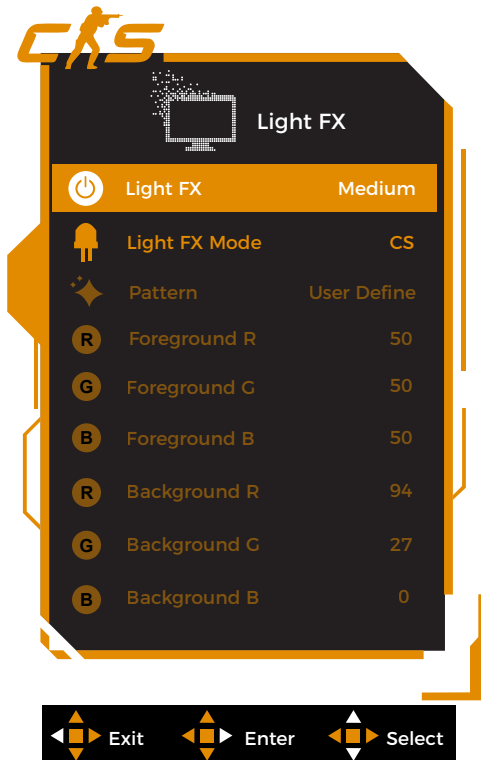 CS
Light FX
Light FX Medium
Light FX Mode CS
Pattern User Define
R Foreground R 50
G Foreground G 50
B Foreground B 50
R Background R 94
G Background G 27
B Background B 0
Exit Enter Select